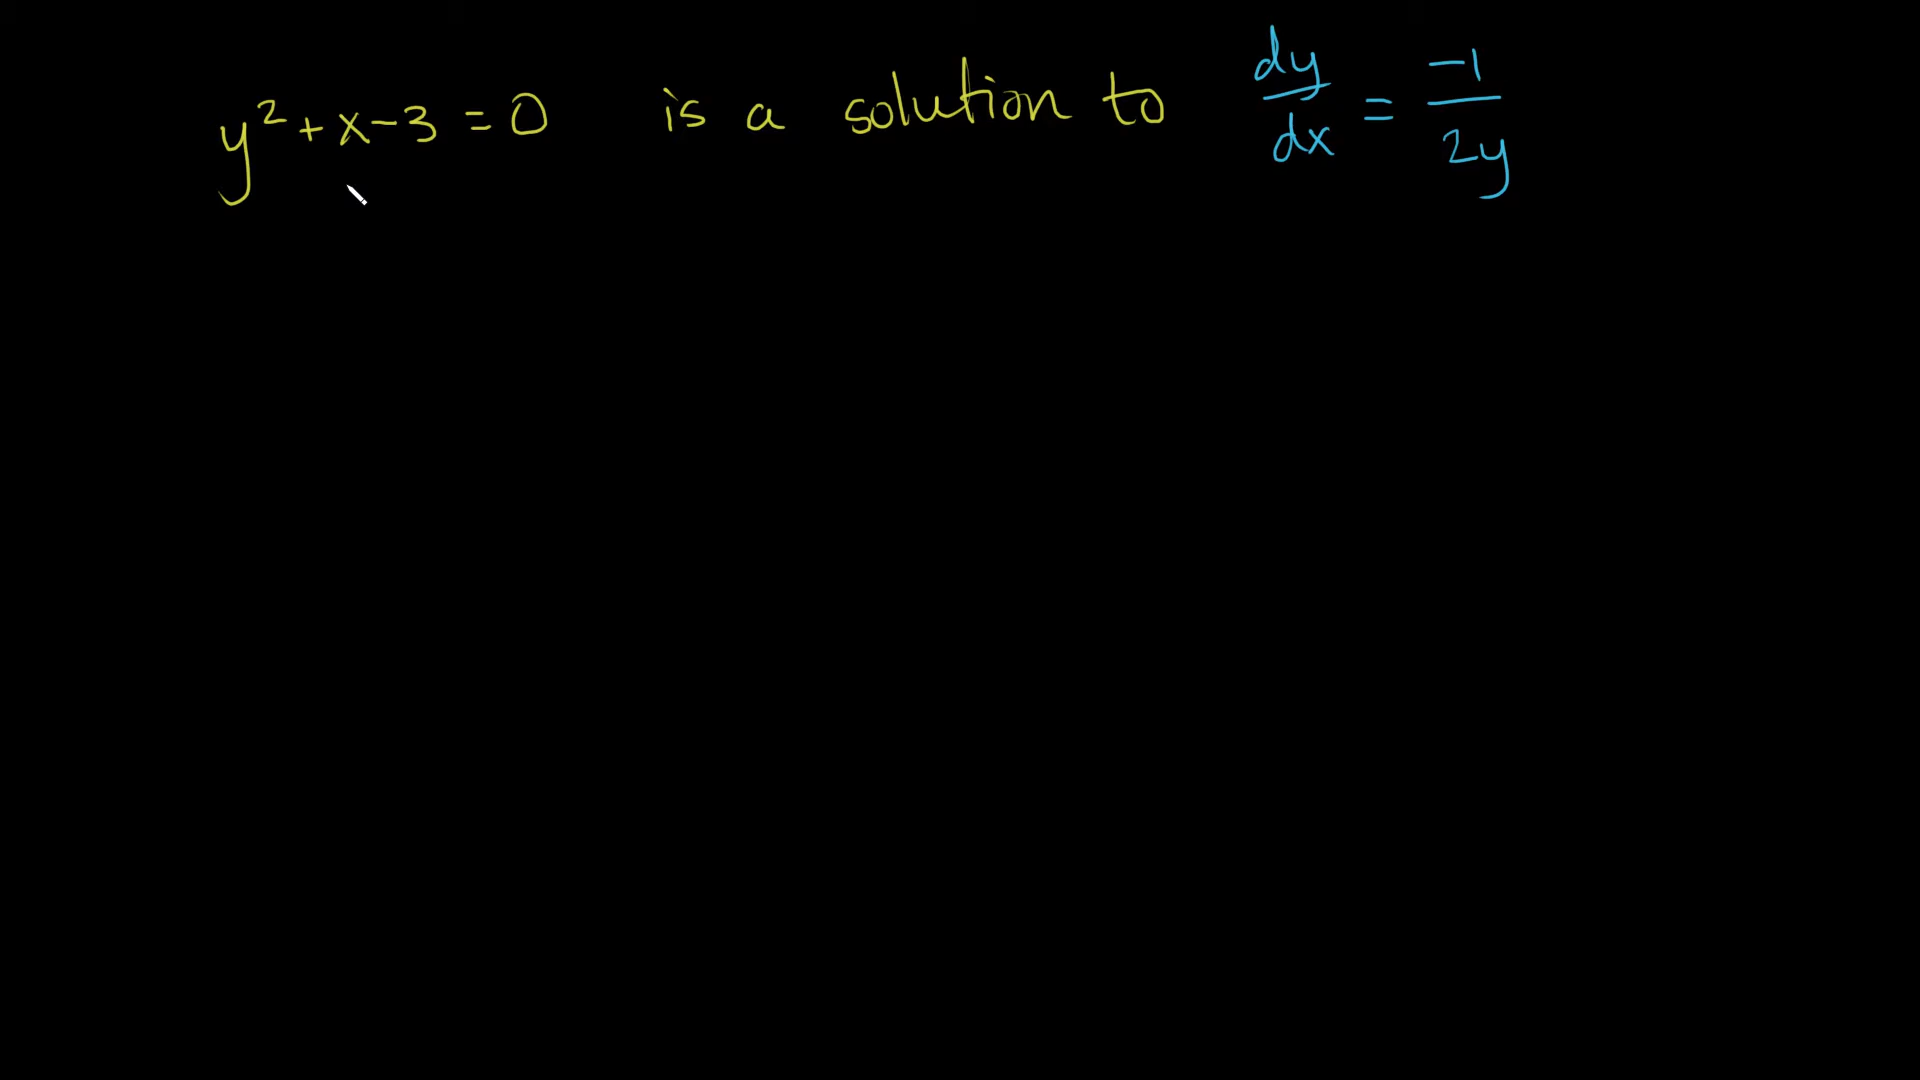 y² + x - 3 = 0 is a solution to dy/dx = -1/2y